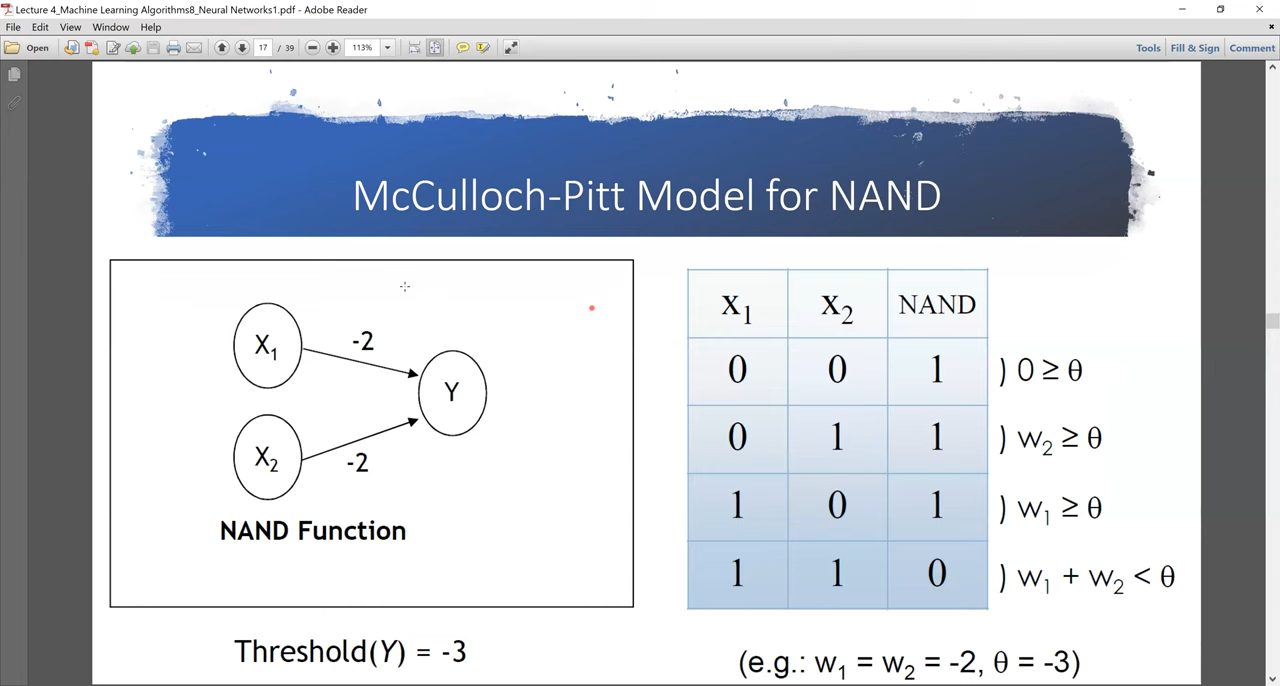 Lecture 4_Machine Learning Algorithms8_Neural Networks1.pdf - Adobe Reader
File Edit View Window Help
Open 17 / 39 113% Tools Fill & Sign Comment
McCulloch-Pitt Model for NAND
X₁ -2
Y
X₂ -2
NAND Function
Threshold(Y) = -3
x₁ x₂ NAND
0 0 1 ) 0 ≥ θ
0 1 1 ) w₂ ≥ θ
1 0 1 ) w₁ ≥ θ
1 1 0 ) w₁ + w₂ < θ
(e.g.: w₁ = w₂ = -2, θ = -3)